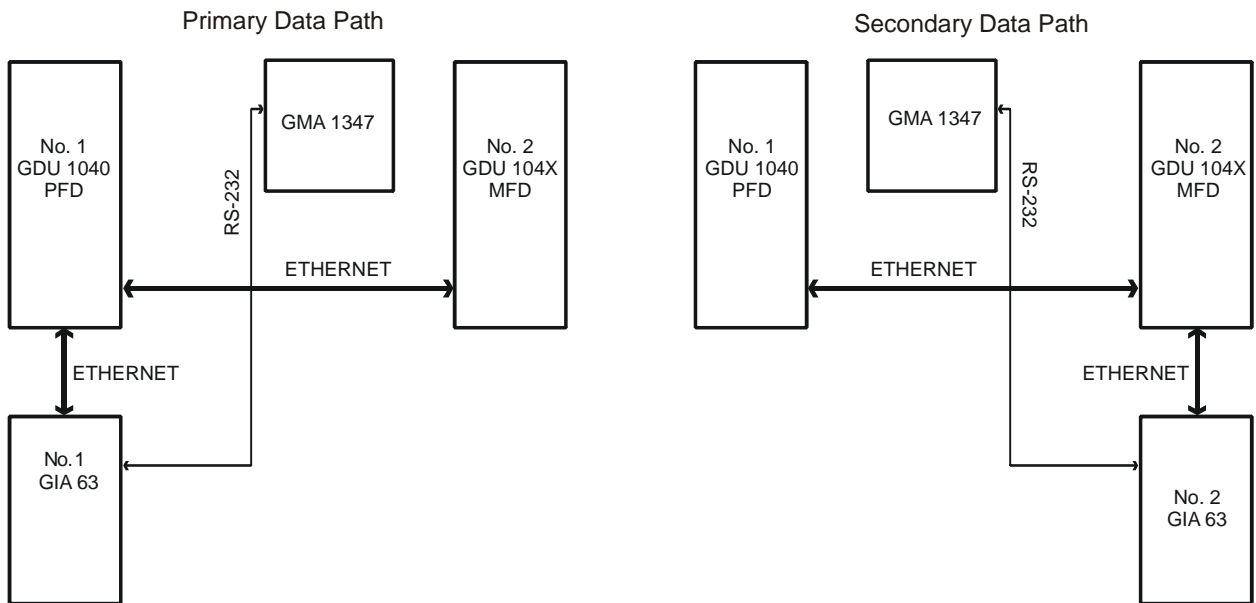 Primary Data Path
No. 1
GDU 1040
PFD
GMA 1347
No. 2
GDU 104X
MFD
RS-232
ETHERNET
ETHERNET
No.1
GIA 63
Secondary Data Path
No. 1
GDU 1040
PFD
GMA 1347
No. 2
GDU 104X
MFD
RS-232
ETHERNET
ETHERNET
No. 2
GIA 63